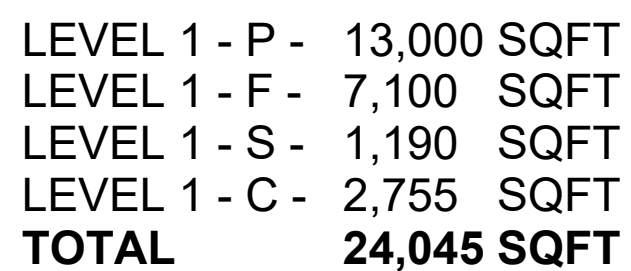 LEVEL 1 - P - 13,000 SQFT
LEVEL 1 - F - 7,100 SQFT
LEVEL 1 - S - 1,190 SQFT
LEVEL 1 - C - 2,755 SQFT
TOTAL 24,045 SQFT